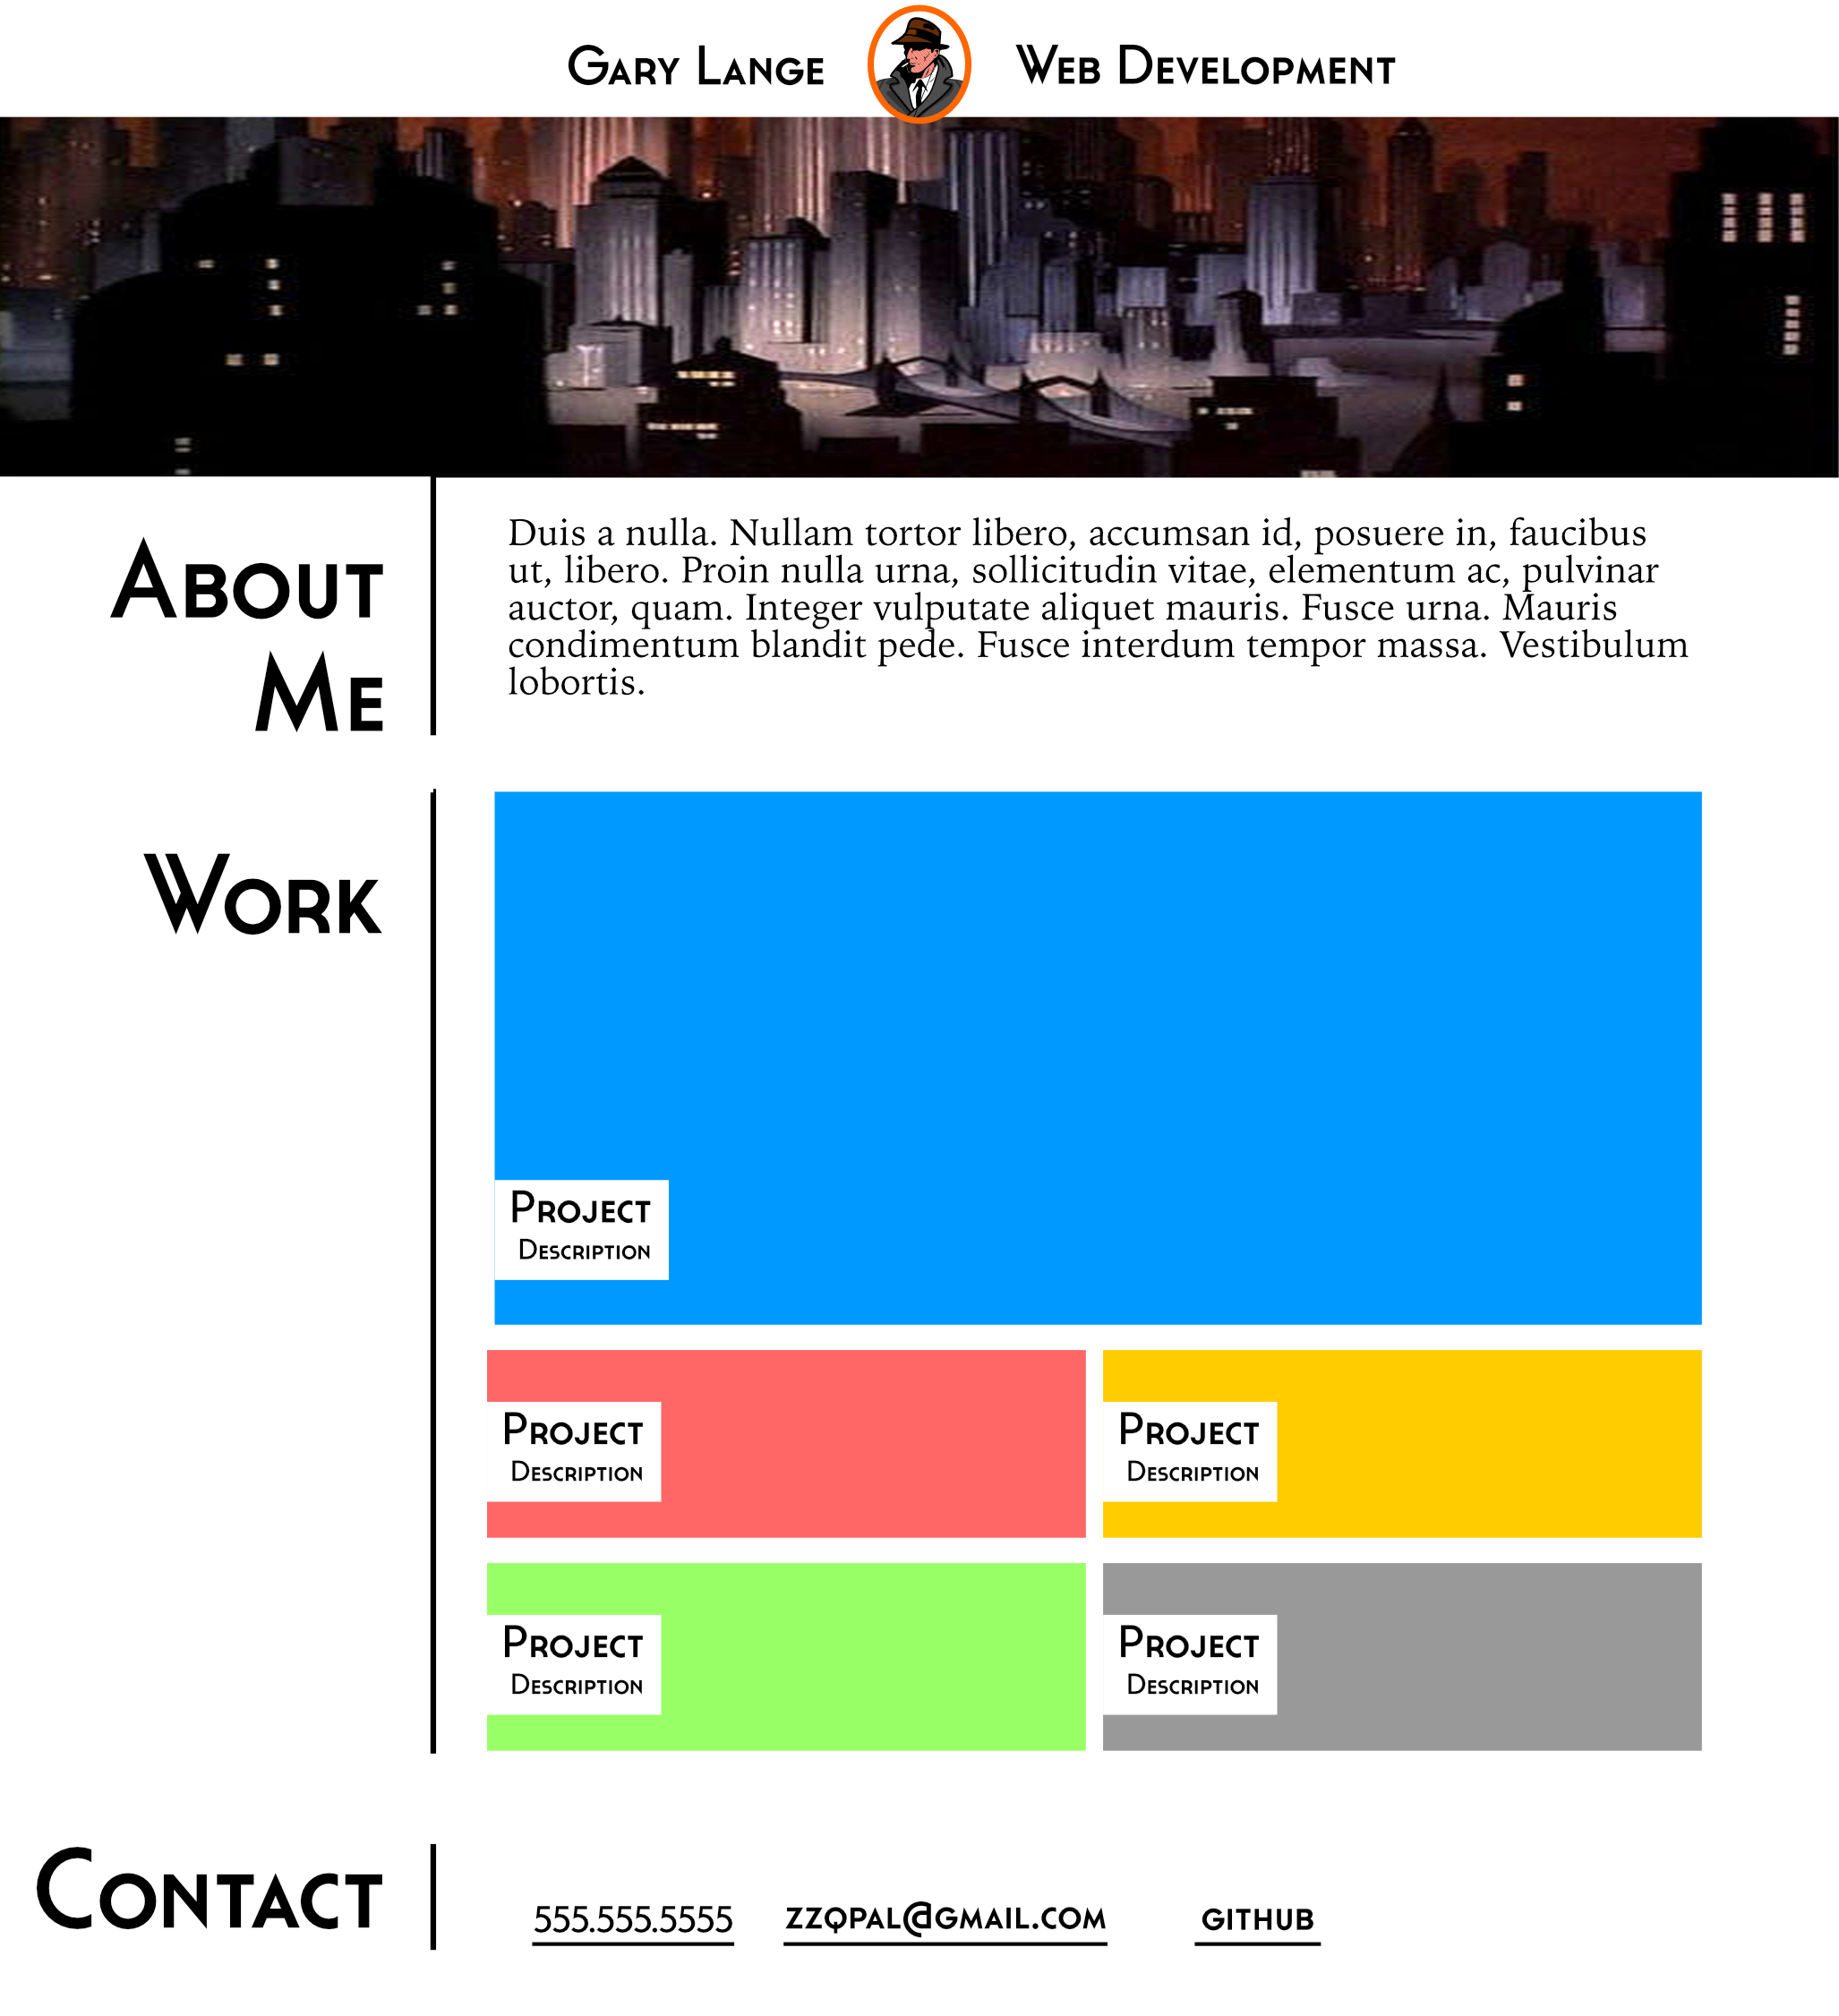 Gary Lange
Web Development
About
Me
Duis a nulla. Nullam tortor libero, accumsan id, posuere in, faucibus
ut, libero. Proin nulla urna, sollicitudin vitae, elementum ac, pulvinar
auctor, quam. Integer vulputate aliquet mauris. Fusce urna. Mauris
condimentum blandit pede. Fusce interdum tempor massa. Vestibulum
lobortis.
Work
Project
Description
Project
Description
Project
Description
Project
Description
Project
Description
Contact
555.555.5555
zzqpal@gmail.com
github